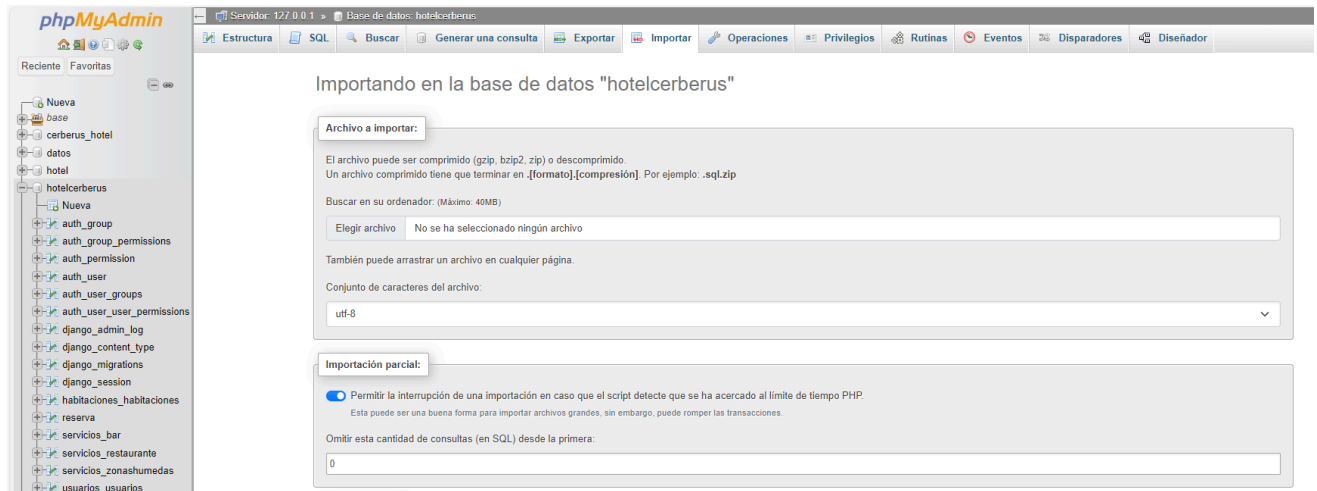 phpMyAdmin
Reciente Favoritas
Nueva
base
cerberus_hotel
datos
hotel
hotelcerberus
Nueva
auth_group
auth_group_permissions
auth_permission
auth_user
auth_user_groups
auth_user_user_permissions
django_admin_log
django_content_type
django_migrations
django_session
habitaciones_habitaciones
reserva
servicios_bar
servicios_restaurante
servicios_zonashumedas
usuarios_usuarios
Servidor: 127.0.0.1 » Base de datos: hotelcerberus
Estructura SQL Buscar Generar una consulta Exportar Importar Operaciones Privilegios Rutinas Eventos Disparadores Diseñador
Importando en la base de datos "hotelcerberus"
Archivo a importar:
El archivo puede ser comprimido (gzip, bzip2, zip) o descomprimido.
Un archivo comprimido tiene que terminar en .[formato].[compresión]. Por ejemplo: .sql.zip
Buscar en su ordenador: (Máximo: 40MB)
Elegir archivo No se ha seleccionado ningún archivo
También puede arrastrar un archivo en cualquier página.
Conjunto de caracteres del archivo:
utf-8
Importación parcial:
Permitir la interrupción de una importación en caso que el script detecte que se ha acercado al límite de tiempo PHP.
Esta puede ser una buena forma para importar archivos grandes, sin embargo, puede romper las transacciones.
Omitir esta cantidad de consultas (en SQL) desde la primera:
0